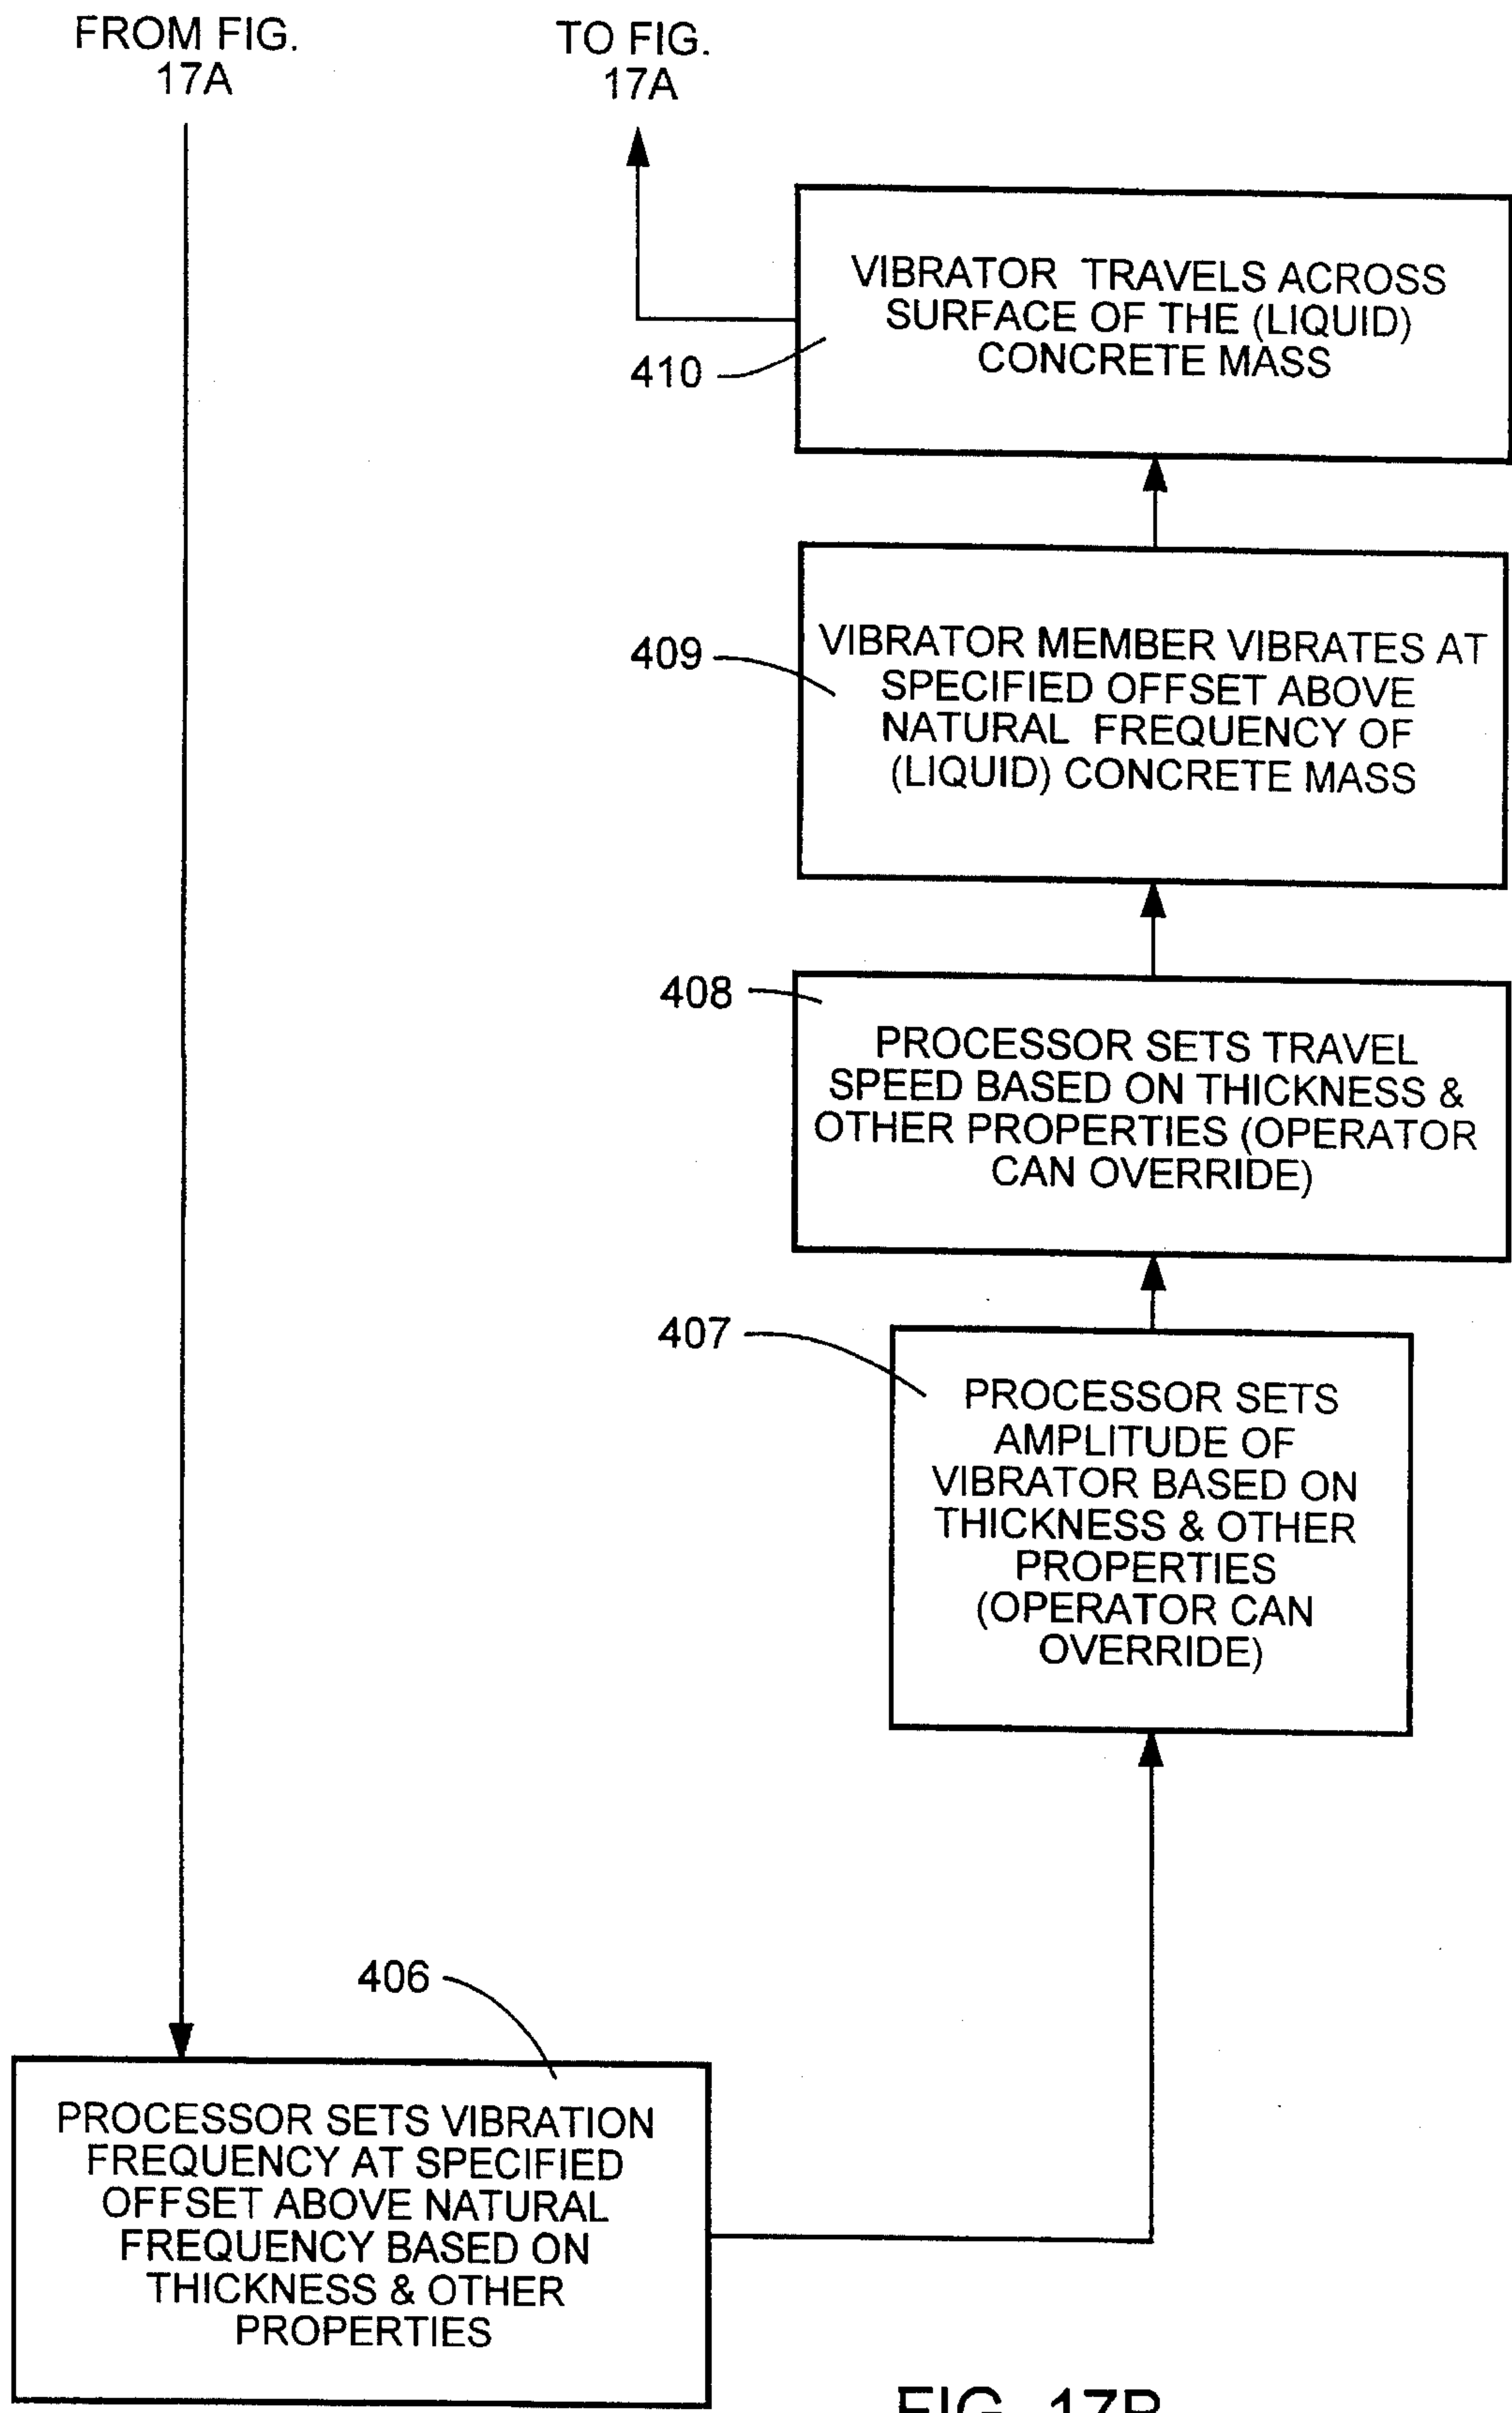 FROM FIG.
17A
TO FIG.
17A
VIBRATOR TRAVELS ACROSS
SURFACE OF THE (LIQUID)
CONCRETE MASS
410
VIBRATOR MEMBER VIBRATES AT
SPECIFIED OFFSET ABOVE
NATURAL FREQUENCY OF
(LIQUID) CONCRETE MASS
409
408
PROCESSOR SETS TRAVEL
SPEED BASED ON THICKNESS &
OTHER PROPERTIES (OPERATOR
CAN OVERRIDE)
407
PROCESSOR SETS
AMPLITUDE OF
VIBRATOR BASED ON
THICKNESS & OTHER
PROPERTIES
(OPERATOR CAN
OVERRIDE)
406
PROCESSOR SETS VIBRATION
FREQUENCY AT SPECIFIED
OFFSET ABOVE NATURAL
FREQUENCY BASED ON
THICKNESS & OTHER
PROPERTIES
FIG. 17B